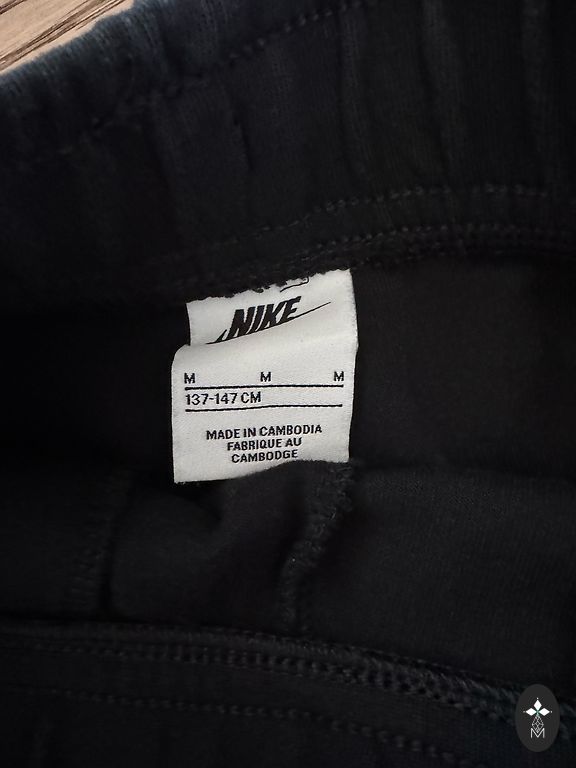 NIKE
M M M
137-147 CM
MADE IN CAMBODIA
FABRIQUE AU
CAMBODGE
M